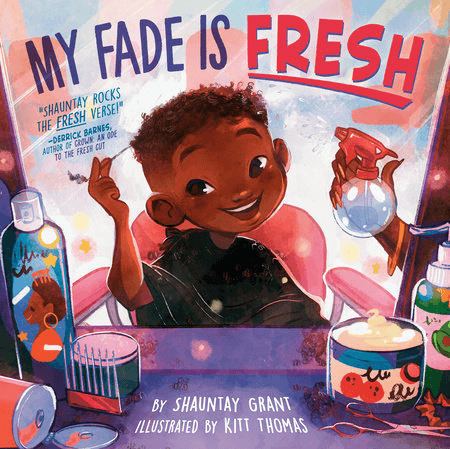 MY FADE IS FRESH
"SHAUNTAY ROCKS
THE FRESH VERSE!"
–DERRICK BARNES,
AUTHOR OF CROWN: AN ODE
TO THE FRESH CUT
BY SHAUNTAY GRANT
ILLUSTRATED BY KITT THOMAS